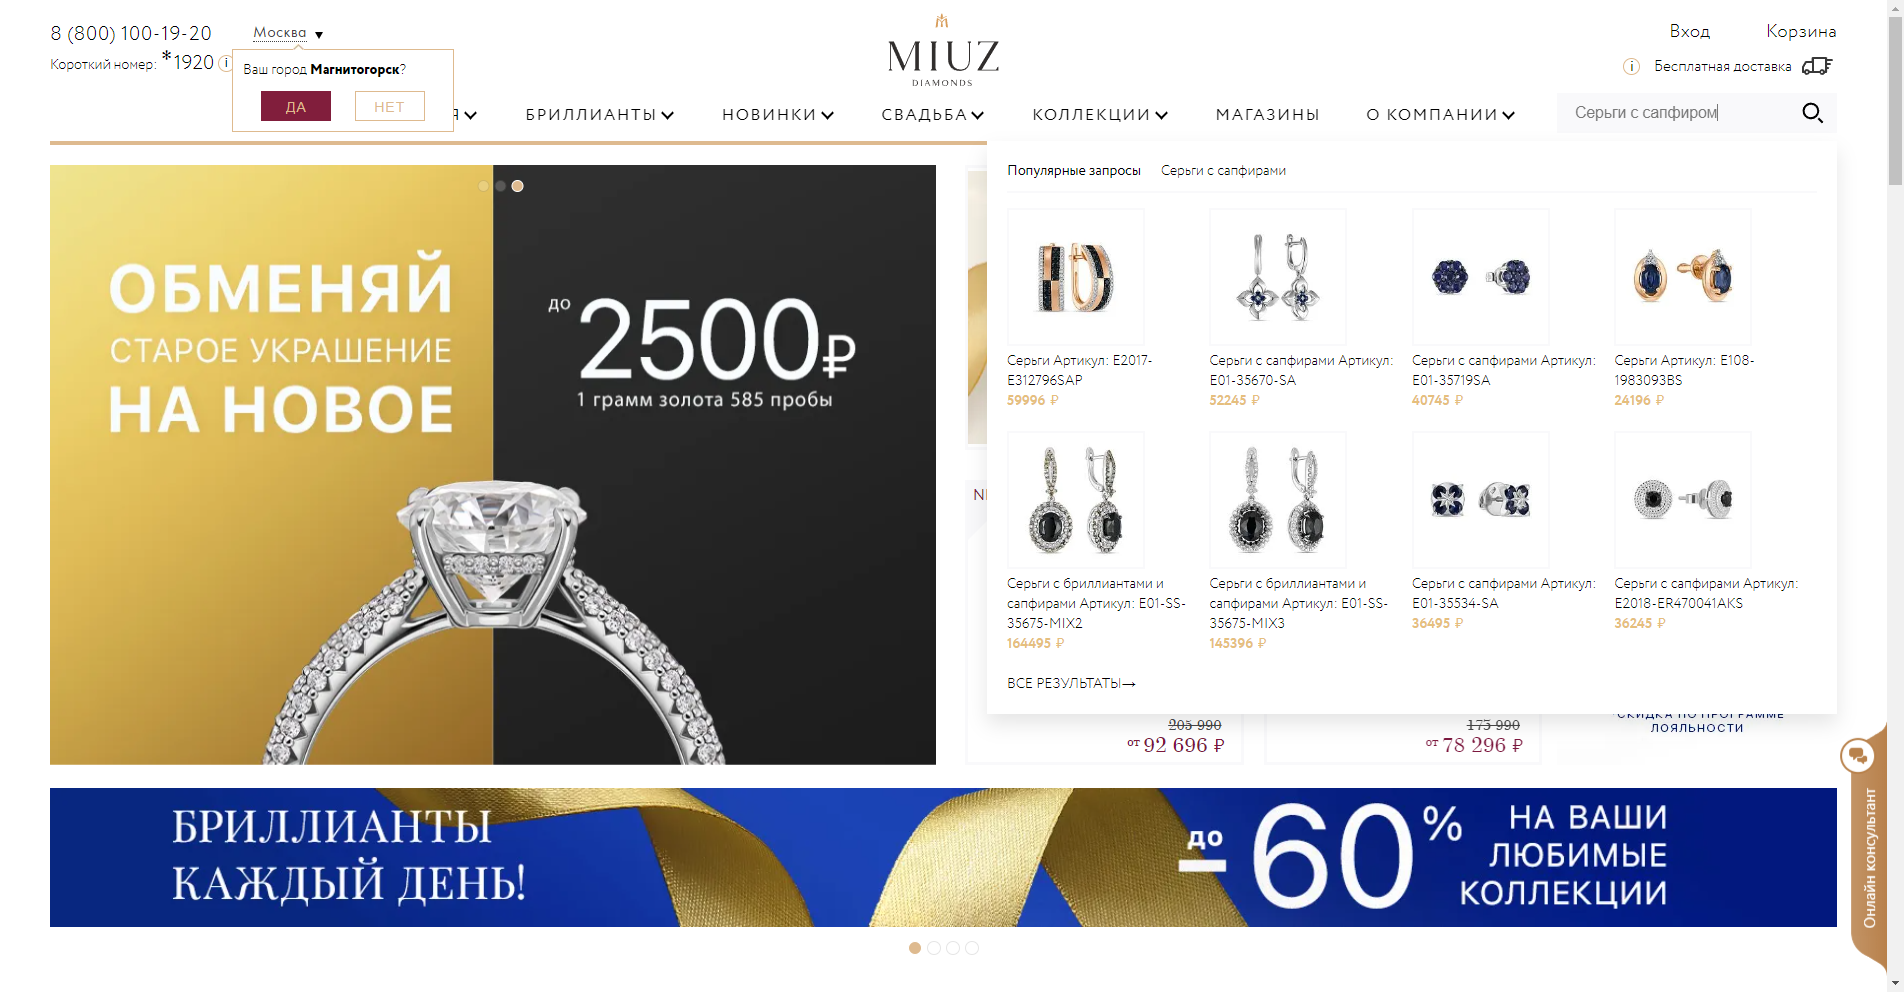 8 (800) 100-19-20
Москва ▼
Короткий номер: *1920
Ваш город Магнитогорск?
ДА
НЕТ
MIUZ
DIAMONDS
Вход
Корзина
Бесплатная доставка
БРИЛЛИАНТЫ
НОВИНКИ
СВАДЬБА
КОЛЛЕКЦИИ
МАГАЗИНЫ
О КОМПАНИИ
Серьги с сапфиром
ОБМЕНЯЙ
СТАРОЕ УКРАШЕНИЕ
НА НОВОЕ
до 2500₽
1 грамм золота 585 пробы
Популярные запросы
Серьги с сапфирами
Серьги Артикул: E2017-
E312796SAP
59996 ₽
Серьги с сапфирами Артикул:
E01-35670-SA
52245 ₽
Серьги с сапфирами Артикул:
E01-35719SA
40745 ₽
Серьги Артикул: E108-
1983093BS
24196 ₽
Серьги с бриллиантами и
сапфирами Артикул: E01-SS-
35675-MIX2
164495 ₽
Серьги с бриллиантами и
сапфирами Артикул: E01-SS-
35675-MIX3
145396 ₽
Серьги с сапфирами Артикул:
E01-35534-SA
36495 ₽
Серьги с сапфирами Артикул:
E2018-ER470041AKS
36245 ₽
ВСЕ РЕЗУЛЬТАТЫ→
205 990
от 92 696 ₽
173 990
от 78 296 ₽
СКИДКА ПО ПРОГРАММЕ
ЛОЯЛЬНОСТИ
БРИЛЛИАНТЫ
КАЖДЫЙ ДЕНЬ!
до
–60%
НА ВАШИ
ЛЮБИМЫЕ
КОЛЛЕКЦИИ
Онлайн консультант